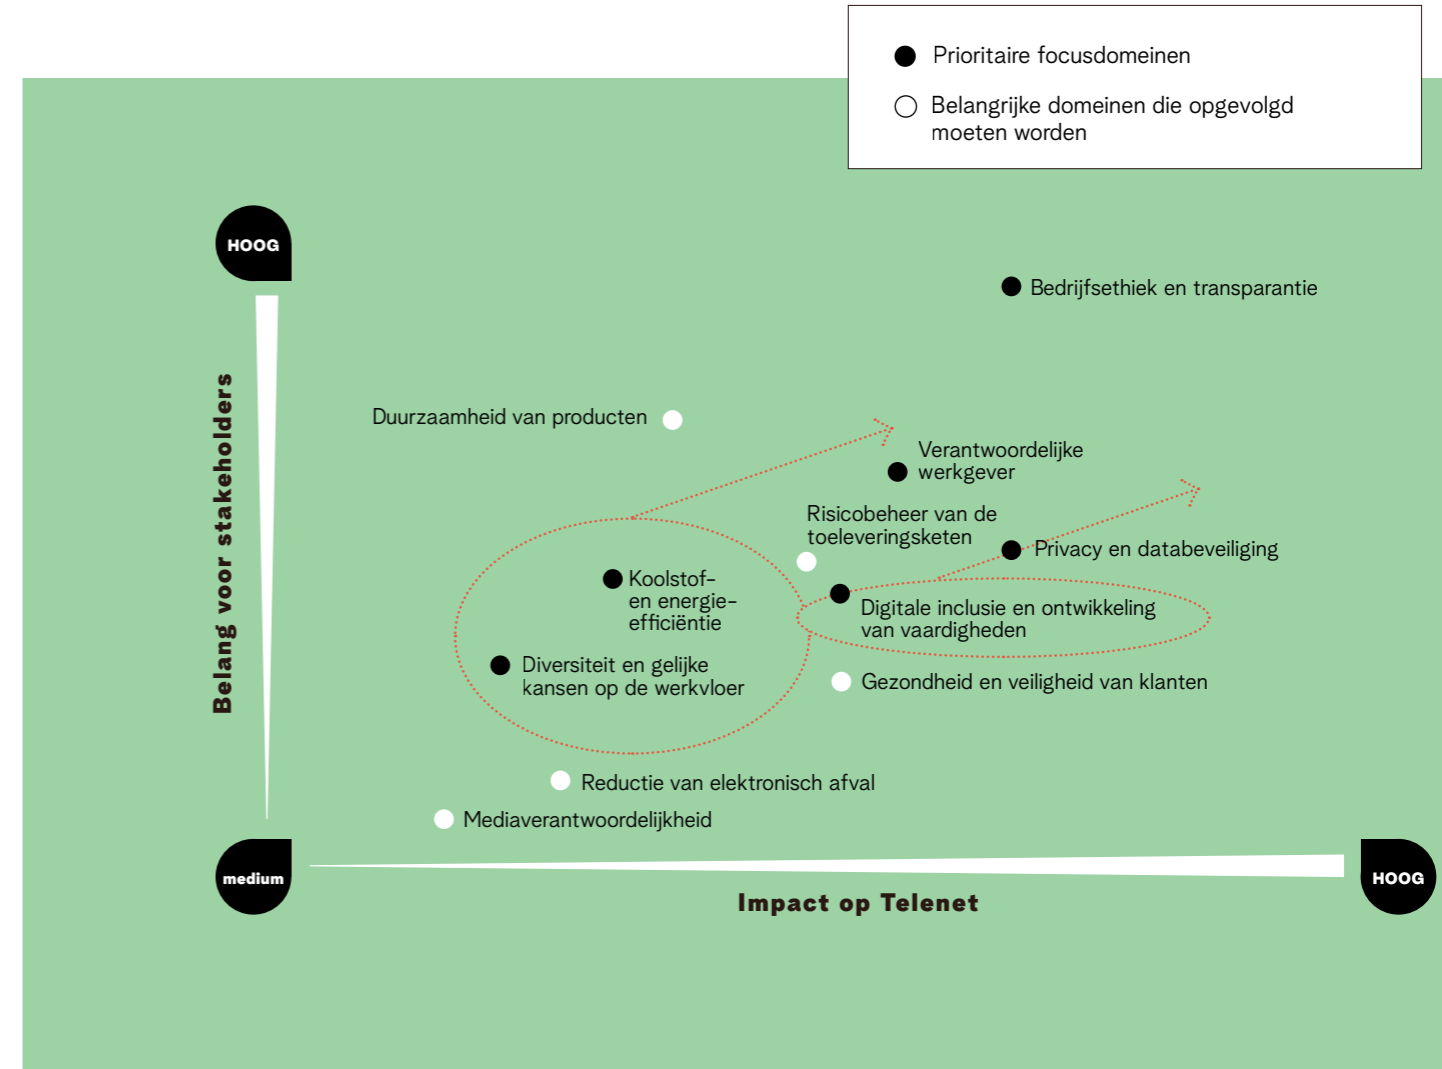 Prioritaire focusdomeinen
Belangrijke domeinen die opgevolgd
moeten worden
HOOG
Bedrijfsethiek en transparantie
Duurzaamheid van producten
Verantwoordelijke
werkgever
Risicobeheer van de
toeleveringsketen
Privacy en databeveiliging
Koolstof-
en energie-
efficiëntie
Digitale inclusie en ontwikkeling
van vaardigheden
Diversiteit en gelijke
kansen op de werkvloer
Gezondheid en veiligheid van klanten
Reductie van elektronisch afval
Mediaverantwoordelijkheid
Belang voor stakeholders
medium
HOOG
Impact op Telenet